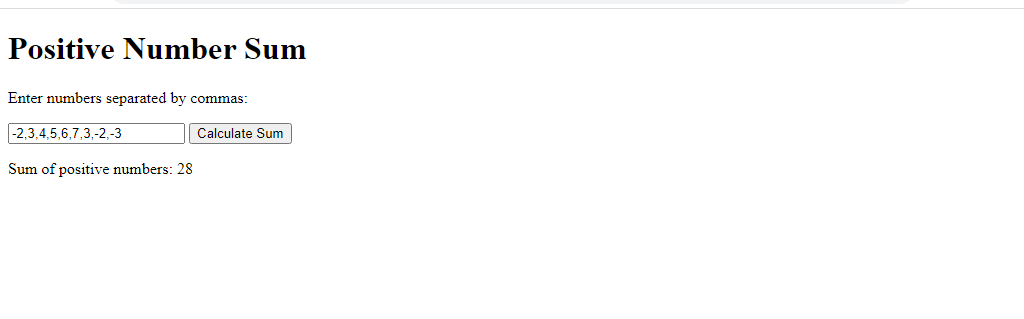 Positive Number Sum
Enter numbers separated by commas:
-2,3,4,5,6,7,3,-2,-3 Calculate Sum
Sum of positive numbers: 28